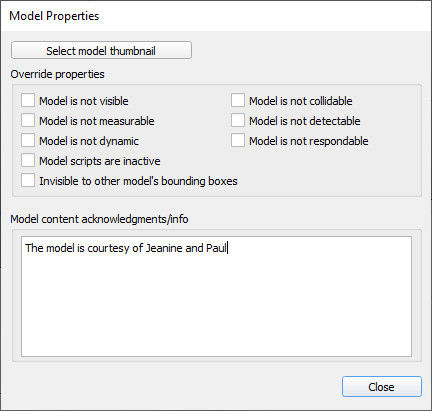 Model Properties
Select model thumbnail
Override properties
Model is not visible
Model is not collidable
Model is not measurable
Model is not detectable
Model is not dynamic
Model is not respondable
Model scripts are inactive
Invisible to other model's bounding boxes
Model content acknowledgments/info
The model is courtesy of Jeanine and Paul
Close